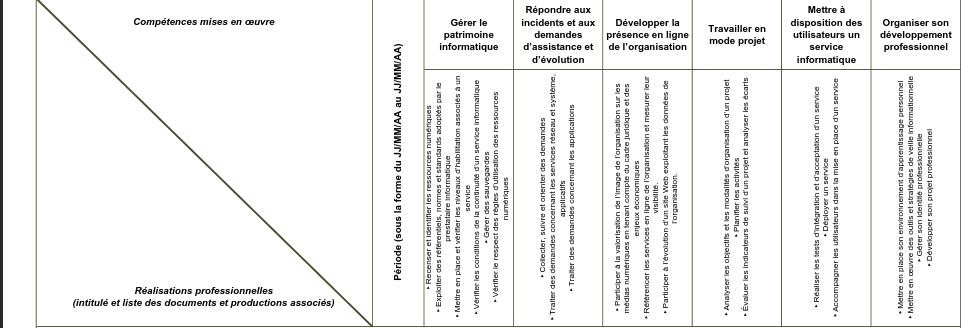 Compétences mises en œuvre
Réalisations professionnelles
(intitulé et liste des documents et productions associés)
Période (sous la forme du JJ/MM/AA au JJ/MM/AA)
Gérer le
patrimoine
informatique
• Recenser et identifier les ressources numériques
• Exploiter des référentiels, normes et standards adoptés par le
prestataire informatique
• Mettre en place et vérifier les niveaux d'habilitation associés à un
service
• Vérifier des conditions de la continuité d'un service informatique
• Gérer des sauvegardes
• Vérifier le respect des règles d'utilisation des ressources
numériques
Répondre aux
incidents et aux
demandes
d'assistance et
d'évolution
• Collecter, suivre et orienter des demandes
• Traiter des demandes concernant les services réseau et système,
applicatifs
• Traiter des demandes concernant les applications
Développer la
présence en ligne
de l'organisation
• Participer à la valorisation de l'image de l'organisation sur les
médias numériques en tenant compte du cadre juridique et des
enjeux économiques
• Référencer les services en ligne de l'organisation et mesurer leur
visibilité.
• Participer à l'évolution d'un site Web exploitant les données de
l'organisation.
Travailler en
mode projet
• Analyser les objectifs et les modalités d'organisation d'un projet
• Planifier les activités
• Évaluer les indicateurs de suivi d'un projet et analyser les écarts
Mettre à
disposition des
utilisateurs un
service
informatique
• Réaliser les tests d'intégration et d'acceptation d'un service
• Déployer un service
• Accompagner les utilisateurs dans la mise en place d'un service
Organiser son
développement
professionnel
• Mettre en place son environnement d'apprentissage personnel
• Mettre en œuvre des outils et stratégies de veille informationnelle
• Gérer son identité professionnelle
• Développer son projet professionnel